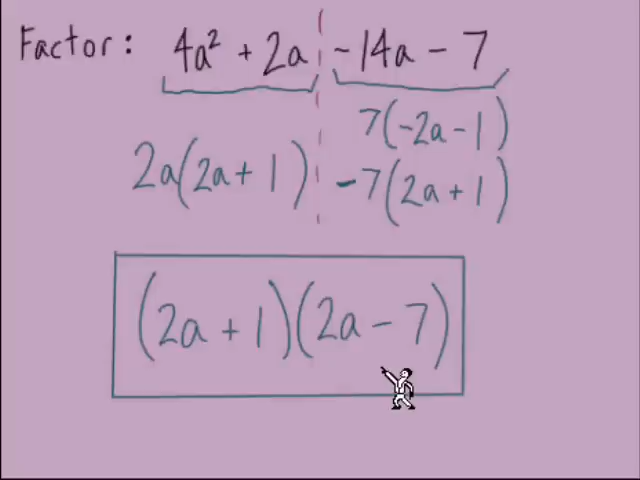 Factor: 4a² + 2a - 14a - 7
7(-2a - 1)
2a(2a + 1) -7(2a + 1)
(2a + 1)(2a - 7)